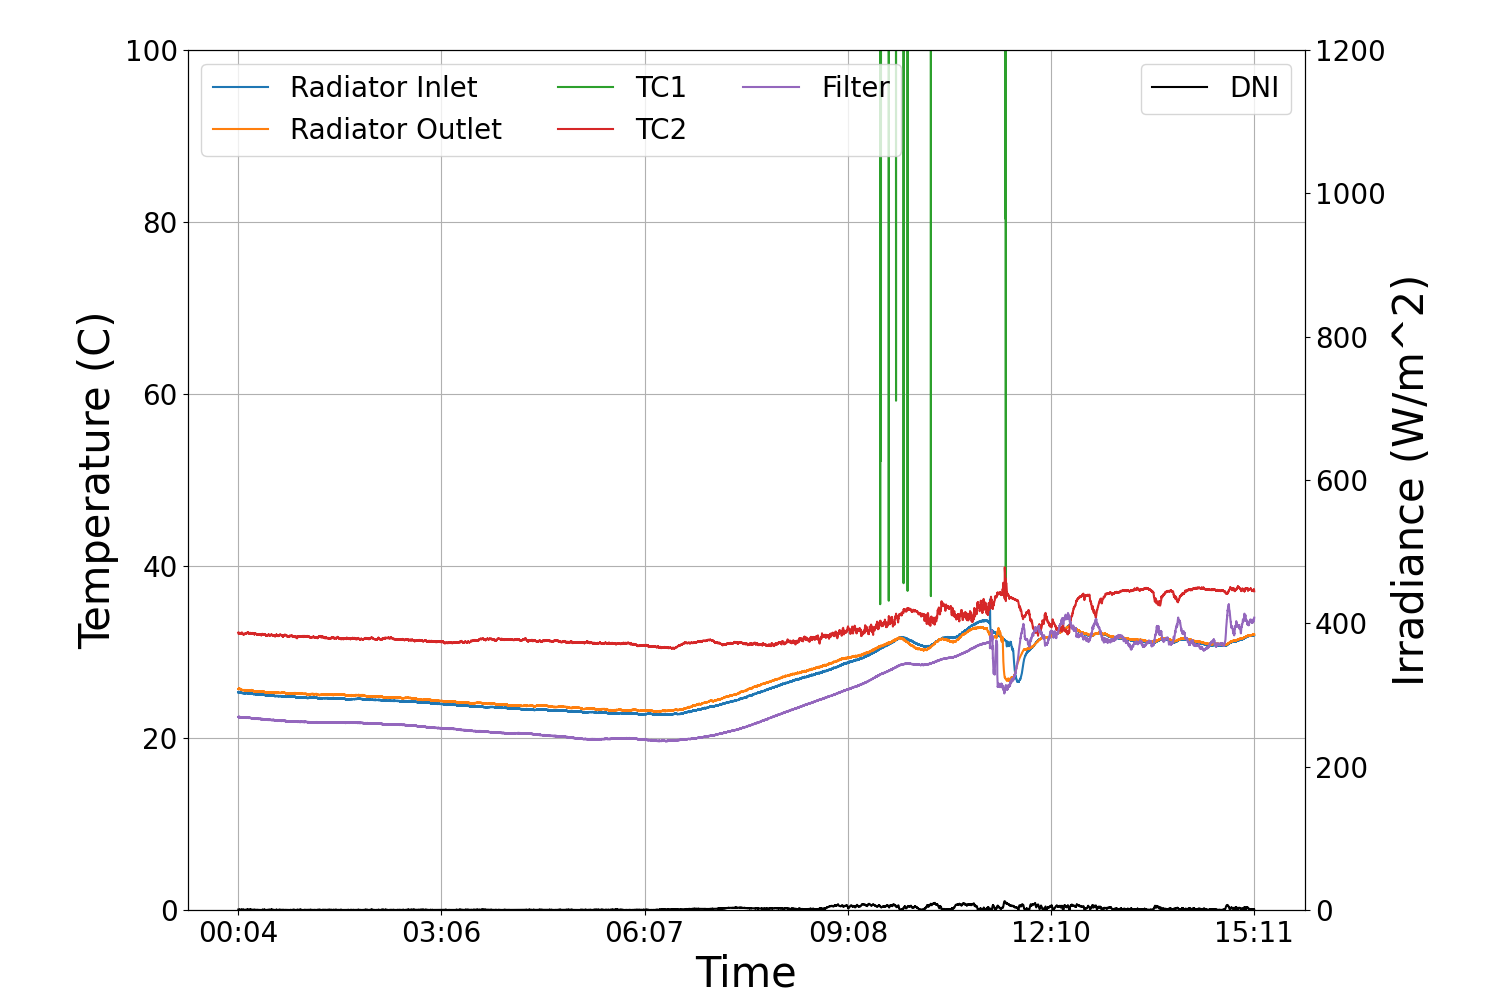 100
80
60
40
20
0
Temperature (C)
Radiator Inlet
Radiator Outlet
TC1
TC2
Filter
DNI
1200
1000
800
600
400
200
0
Irradiance (W/m^2)
00:04 03:06 06:07 09:08 12:10 15:11
Time